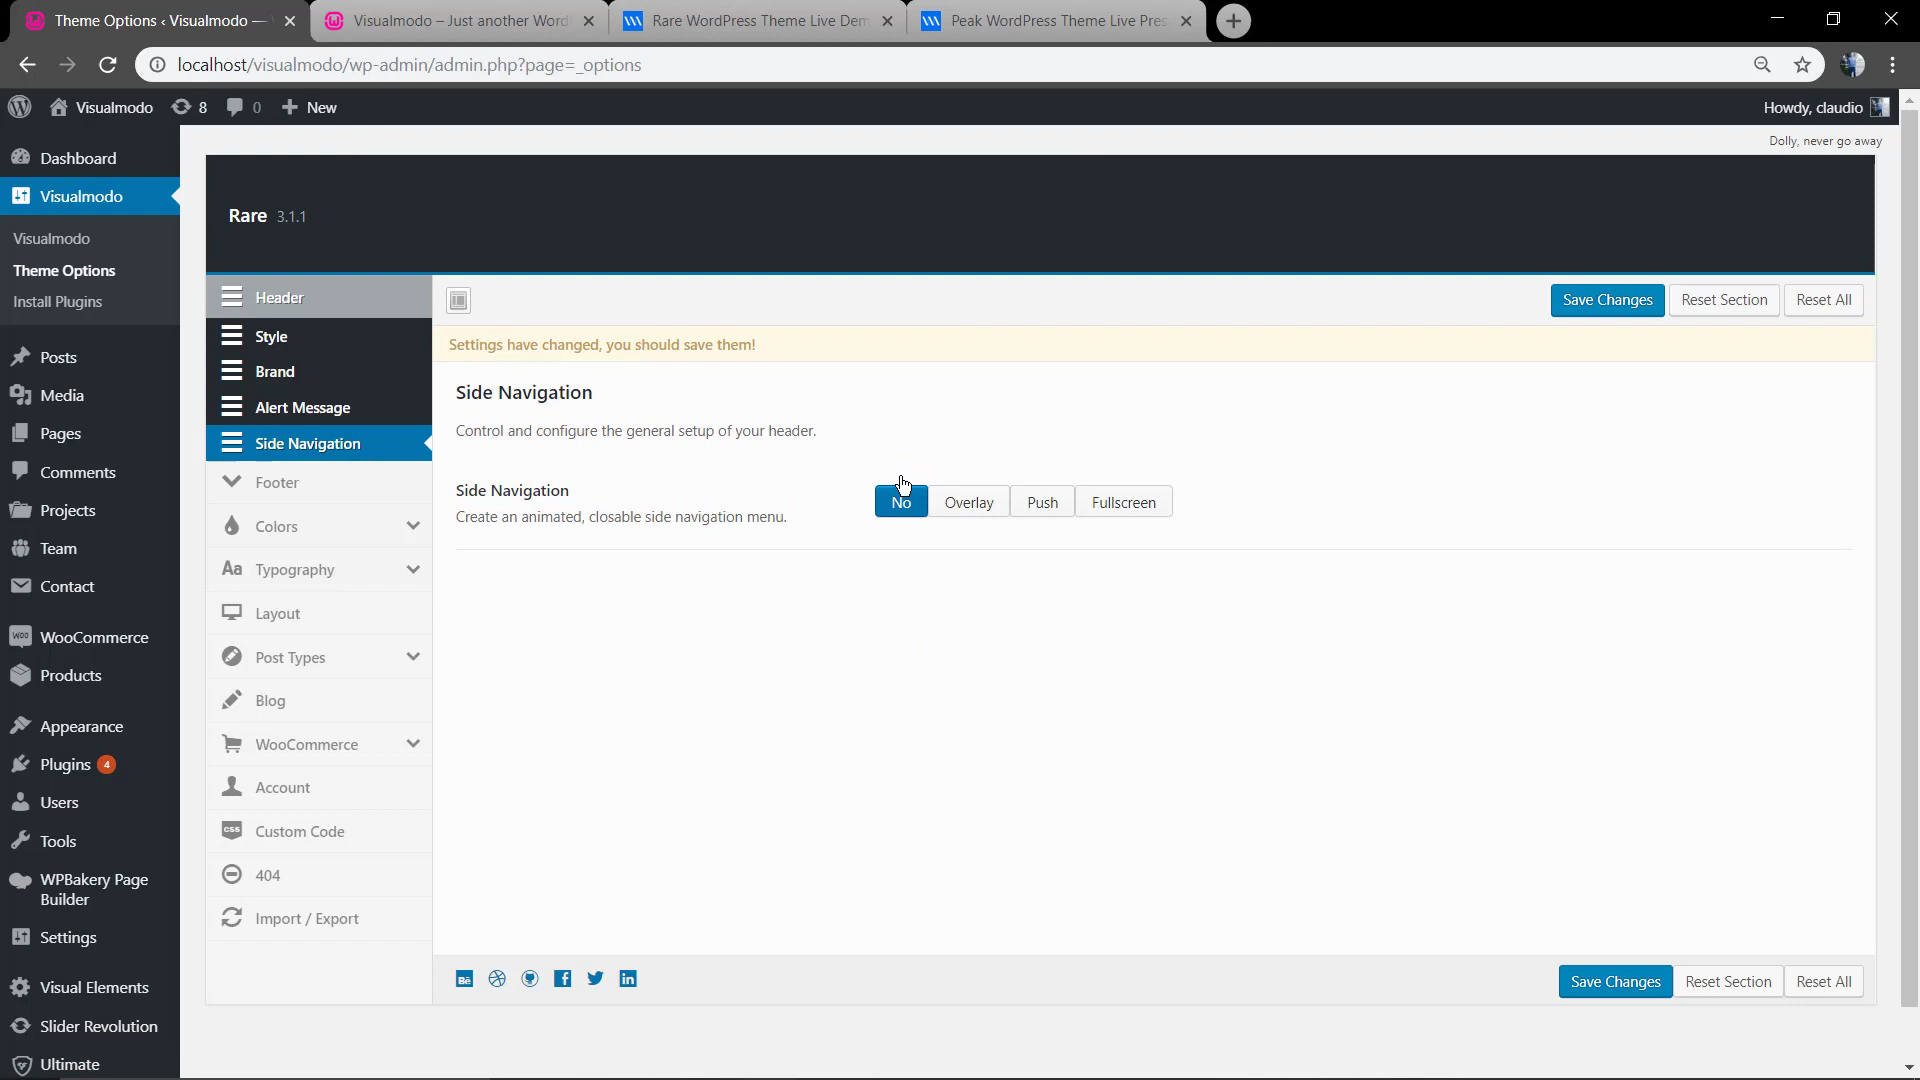 Theme Options ‹ Visualmodo —
Visualmodo – Just another Word
Rare WordPress Theme Live Dem
Peak WordPress Theme Live Pres
localhost/visualmodo/wp-admin/admin.php?page=_options
Visualmodo
8
0
New
Howdy, claudio
Dolly, never go away
Dashboard
Visualmodo
Visualmodo
Theme Options
Install Plugins
Posts
Media
Pages
Comments
Projects
Team
Contact
WooCommerce
Products
Appearance
Plugins 4
Users
Tools
WPBakery Page
Builder
Settings
Visual Elements
Slider Revolution
Ultimate
Rare 3.1.1
Header
Style
Brand
Alert Message
Side Navigation
Footer
Colors
Aa Typography
Layout
Post Types
Blog
WooCommerce
Account
CSS Custom Code
404
Import / Export
Save Changes
Reset Section
Reset All
Settings have changed, you should save them!
Side Navigation
Control and configure the general setup of your header.
Side Navigation
Create an animated, closable side navigation menu.
No
Overlay
Push
Fullscreen
Save Changes
Reset Section
Reset All